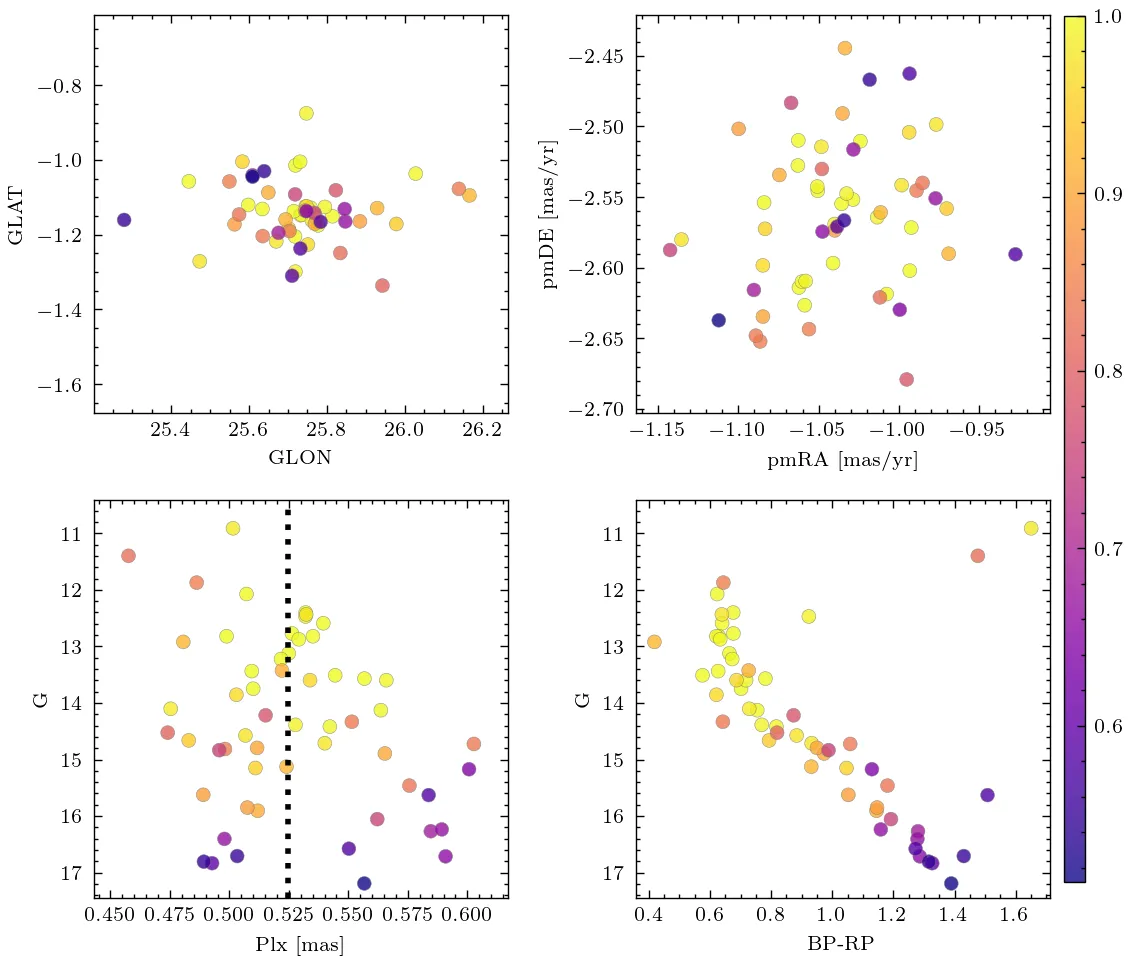 GLAT
−0.8
−1.0
−1.2
−1.4
−1.6
25.4 25.6 25.8 26.0 26.2
GLON
pmDE [mas/yr]
−2.45
−2.50
−2.55
−2.60
−2.65
−2.70
−1.15 −1.10 −1.05 −1.00 −0.95
pmRA [mas/yr]
1.0
0.9
0.8
0.7
0.6
G
11
12
13
14
15
16
17
0.450 0.475 0.500 0.525 0.550 0.575 0.600
Plx [mas]
G
11
12
13
14
15
16
17
0.4 0.6 0.8 1.0 1.2 1.4 1.6
BP-RP